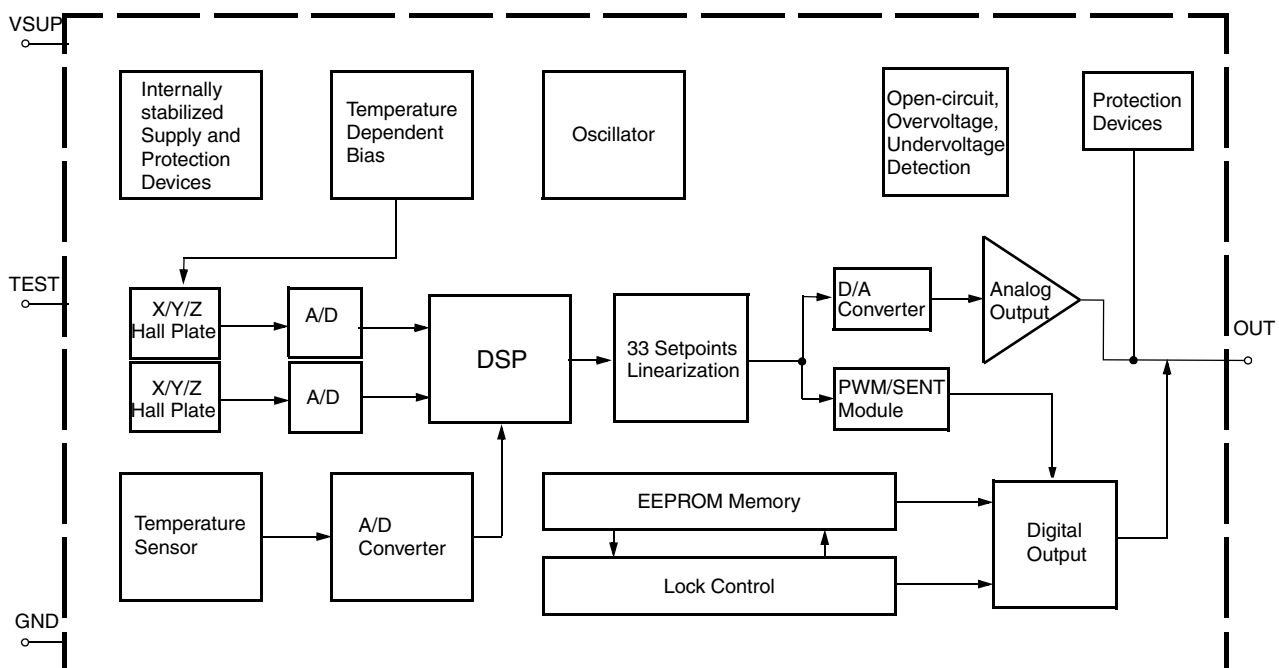 VSUP
Internally
stabilized
Supply and
Protection
Devices
Temperature
Dependent
Bias
Oscillator
Open-circuit,
Overvoltage,
Undervoltage
Detection
Protection
Devices
TEST
X/Y/Z
Hall Plate
A/D
X/Y/Z
Hall Plate
A/D
DSP
33 Setpoints
Linearization
D/A
Converter
Analog
Output
PWM/SENT
Module
OUT
Temperature
Sensor
A/D
Converter
EEPROM Memory
Lock Control
Digital
Output
GND